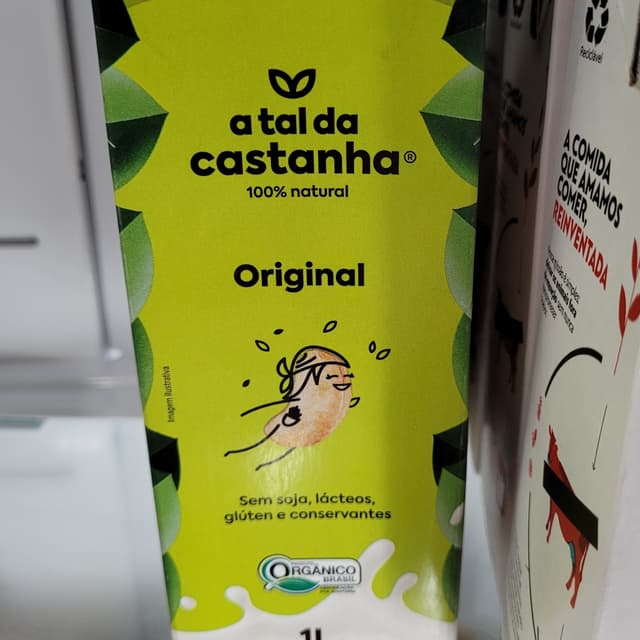 a tal da
castanha®
100% natural
Original
Imagem ilustrativa
Sem soja, lácteos,
glúten e conservantes
PRODUTO
ORGÂNICO
BRASIL
1L
Reciclável
A COMIDA
QUE AMAMOS
COMER,
REINVENTADA